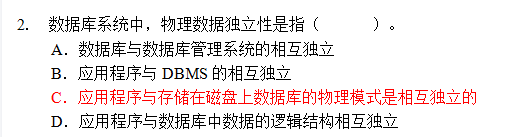 2. 数据库系统中，物理数据独立性是指（ ）。
A．数据库与数据库管理系统的相互独立
B．应用程序与 DBMS 的相互独立
C．应用程序与存储在磁盘上数据库的物理模式是相互独立的
D．应用程序与数据库中数据的逻辑结构相互独立